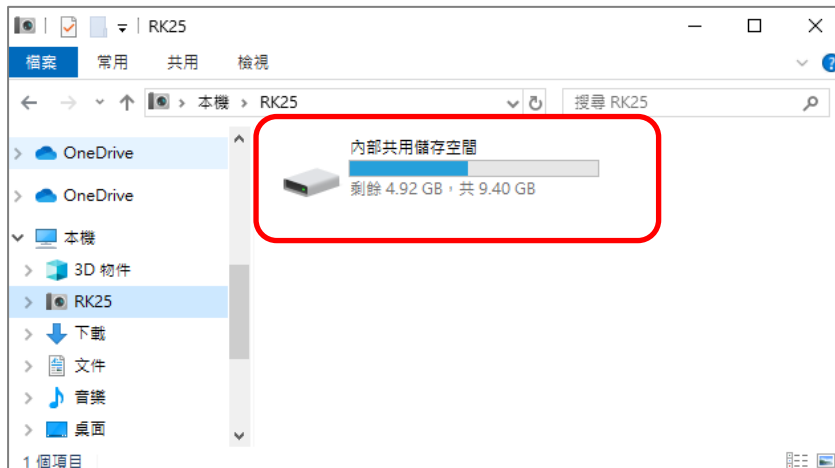 RK25
檔案 常用 共用 檢視
本機 RK25
搜尋 RK25
OneDrive
OneDrive
本機
3D 物件
RK25
下載
文件
音樂
桌面
內部共用儲存空間
剩餘 4.92 GB，共 9.40 GB
1 個項目